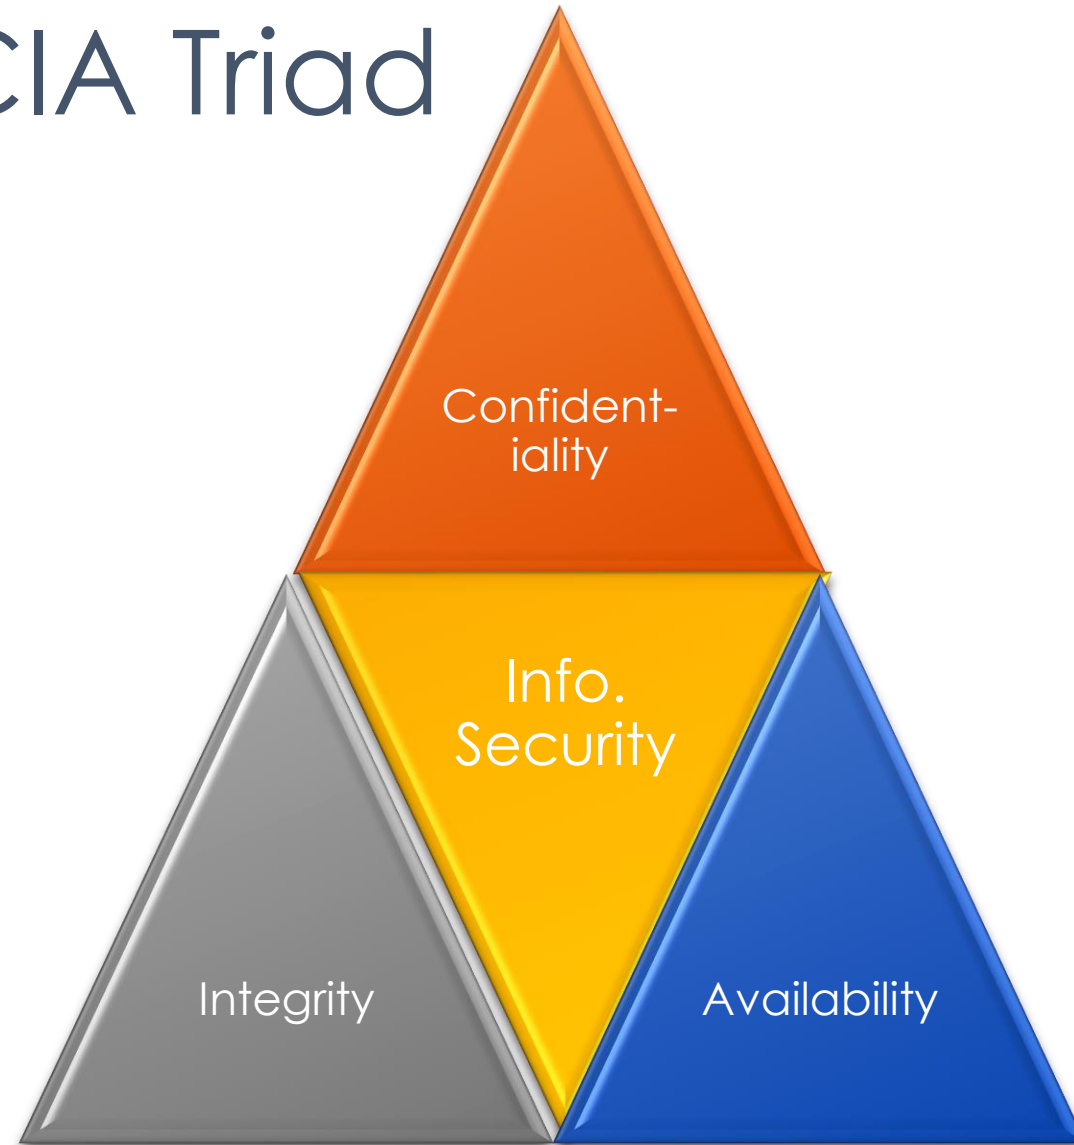 CIA Triad
Confident-
iality
Info.
Security
Integrity
Availability